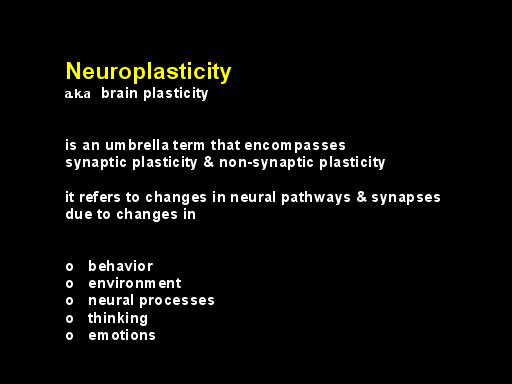 Neuroplasticity
aka brain plasticity
is an umbrella term that encompasses
synaptic plasticity & non-synaptic plasticity
it refers to changes in neural pathways & synapses
due to changes in
o behavior
o environment
o neural processes
o thinking
o emotions